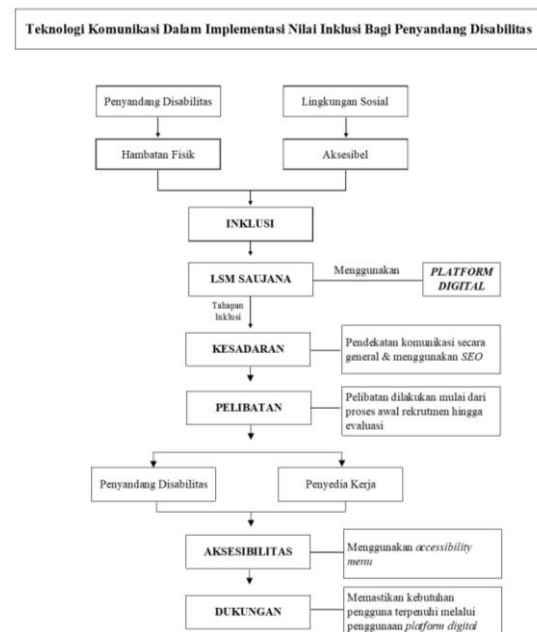 Teknologi Komunikasi Dalam Implementasi Nilai Inklusi Bagi Penyandang Disabilitas
Penyandang Disabilitas
Lingkungan Sosial
Hambatan Fisik
Aksesibel
INKLUSI
LSM SAUJANA
Menggunakan
PLATFORM
DIGITAL
Tahapan
Inklusi
KESADARAN
Pendekatan komunikasi secara
general & menggunakan SEO
PELIBATAN
Pelibatan dilakukan mulai dari
proses awal rekrutmen hingga
evaluasi
Penyandang Disabilitas
Penyedia Kerja
AKSESIBILITAS
Menggunakan accessibility
menu
DUKUNGAN
Memastikan kebutuhan
pengguna terpenuhi melalui
penggunaan platform digital